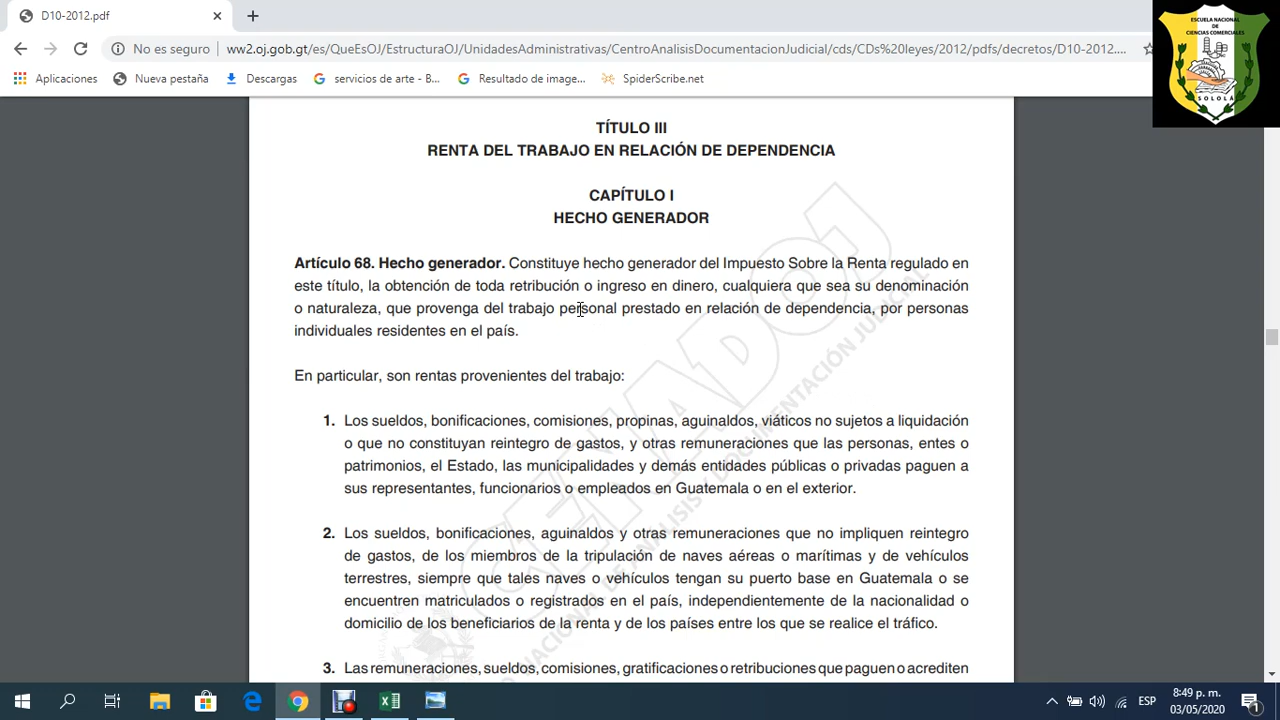 D10-2012.pdf
No es seguro
ww2.oj.gob.gt/es/QueEsOJ/EstructuraOJ/UnidadesAdministrativas/CentroAnalisisDocumentacionJudicial/cds/CDs%20leyes/2012/pdfs/decretos/D10-2012....
Aplicaciones
Nueva pestaña
Descargas
servicios de arte - B...
Resultado de image...
SpiderScribe.net
ESCUELA NACIONAL
DE
CIENCIAS COMERCIALES
SOLOLÁ
TÍTULO III
RENTA DEL TRABAJO EN RELACIÓN DE DEPENDENCIA
CAPÍTULO I
HECHO GENERADOR
Artículo 68. Hecho generador. Constituye hecho generador del Impuesto Sobre la Renta regulado en
este título, la obtención de toda retribución o ingreso en dinero, cualquiera que sea su denominación
o naturaleza, que provenga del trabajo personal prestado en relación de dependencia, por personas
individuales residentes en el país.
En particular, son rentas provenientes del trabajo:
1. Los sueldos, bonificaciones, comisiones, propinas, aguinaldos, viáticos no sujetos a liquidación
o que no constituyan reintegro de gastos, y otras remuneraciones que las personas, entes o
patrimonios, el Estado, las municipalidades y demás entidades públicas o privadas paguen a
sus representantes, funcionarios o empleados en Guatemala o en el exterior.
2. Los sueldos, bonificaciones, aguinaldos y otras remuneraciones que no impliquen reintegro
de gastos, de los miembros de la tripulación de naves aéreas o marítimas y de vehículos
terrestres, siempre que tales naves o vehículos tengan su puerto base en Guatemala o se
encuentren matriculados o registrados en el país, independientemente de la nacionalidad o
domicilio de los beneficiarios de la renta y de los países entre los que se realice el tráfico.
3. Las remuneraciones, sueldos, comisiones, gratificaciones o retribuciones que paguen o acrediten
CENADOJ
NACIONAL DE ANÁLISIS Y DOCUMENTACIÓN JUDICIAL
ESP
8:49 p. m.
03/05/2020
1